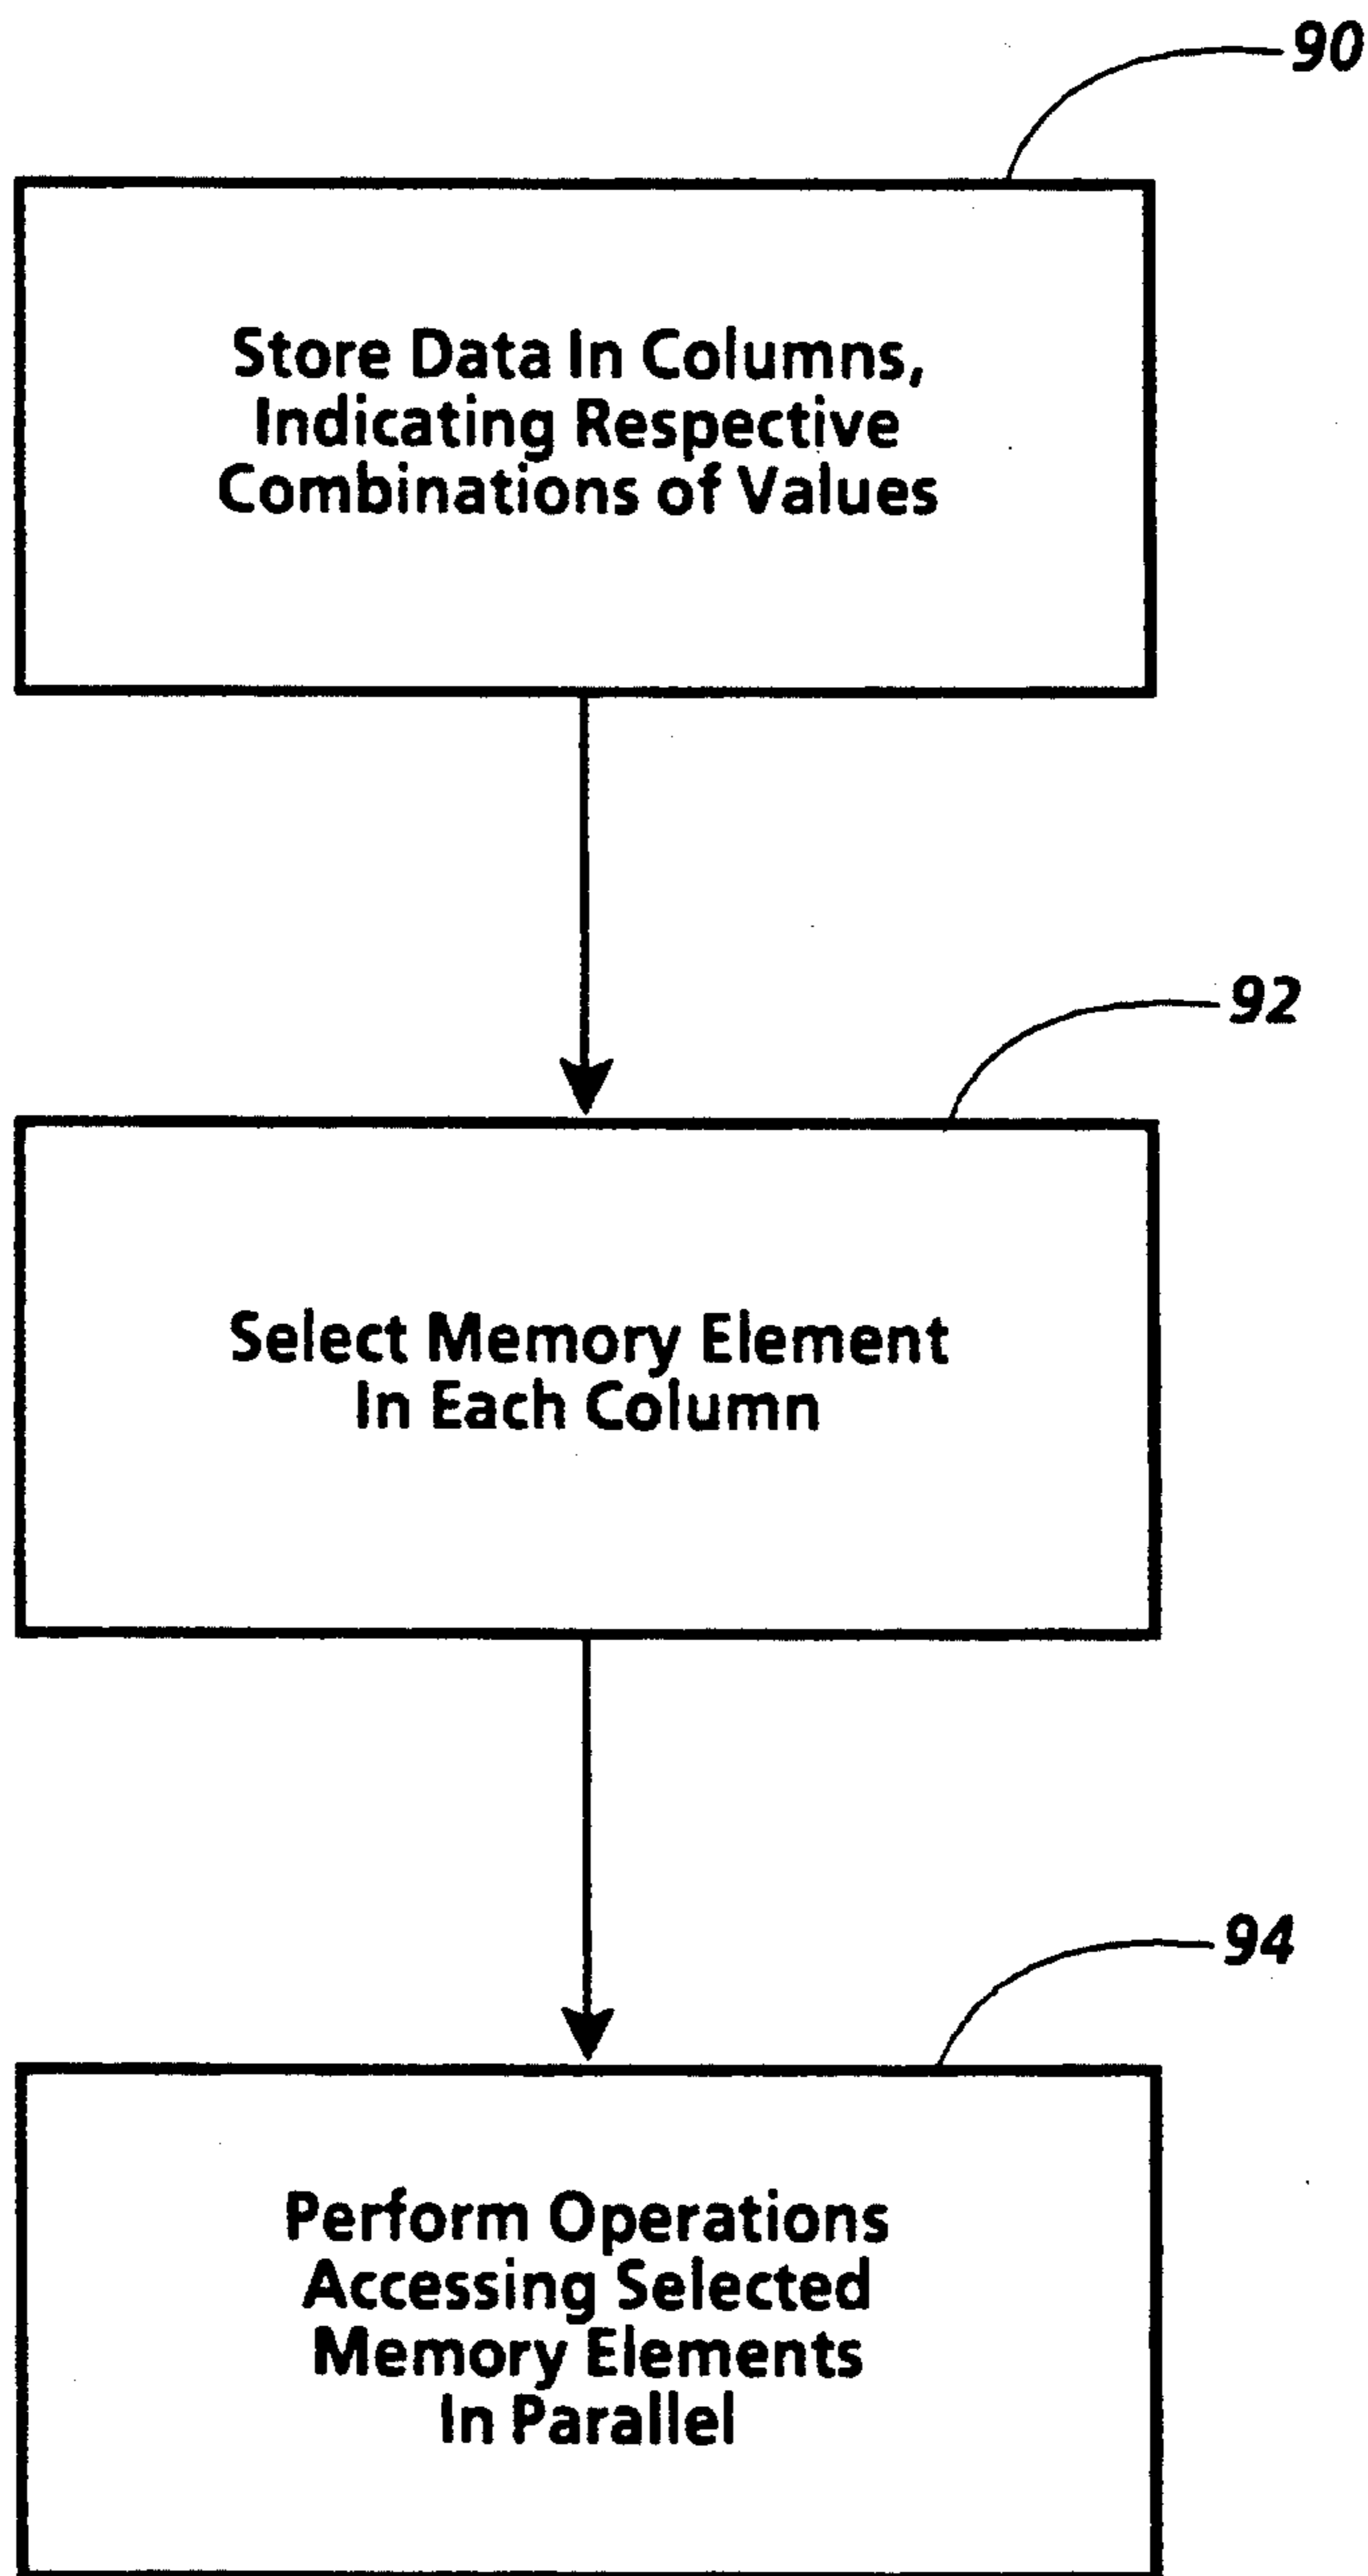 90
Store Data In Columns,
Indicating Respective
Combinations of Values
92
Select Memory Element
In Each Column
94
Perform Operations
Accessing Selected
Memory Elements
In Parallel